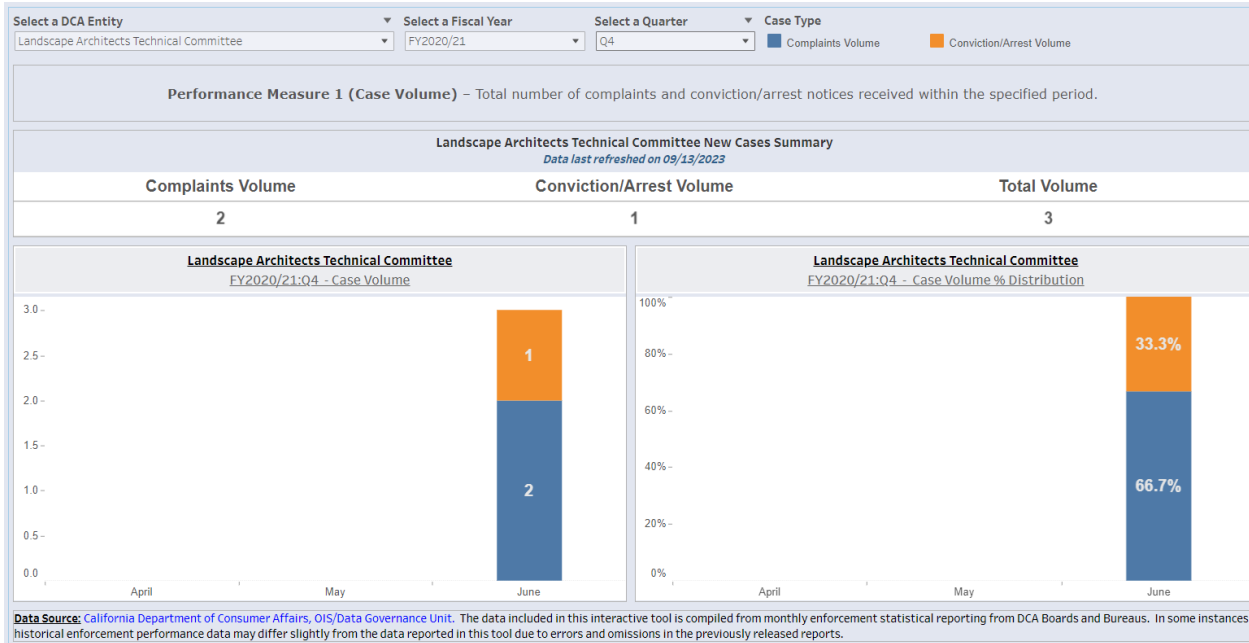 Select a DCA Entity
Select a Fiscal Year
Select a Quarter
Case Type
Landscape Architects Technical Committee
FY2020/21
Q4
Complaints Volume
Conviction/Arrest Volume
Performance Measure 1 (Case Volume) – Total number of complaints and conviction/arrest notices received within the specified period.
Landscape Architects Technical Committee New Cases Summary
Data last refreshed on 09/13/2023
Complaints Volume
Conviction/Arrest Volume
Total Volume
2
1
3
Landscape Architects Technical Committee
FY2020/21:Q4 - Case Volume
3.0
2.5
2.0
1.5
1.0
0.5
0.0
1
2
April
May
June
Landscape Architects Technical Committee
FY2020/21:Q4 - Case Volume % Distribution
100%
80%
60%
40%
20%
0%
33.3%
66.7%
April
May
June
Data Source: California Department of Consumer Affairs, OIS/Data Governance Unit. The data included in this interactive tool is compiled from monthly enforcement statistical reporting from DCA Boards and Bureaus. In some instances
historical enforcement performance data may differ slightly from the data reported in this tool due to errors and omissions in the previously released reports.